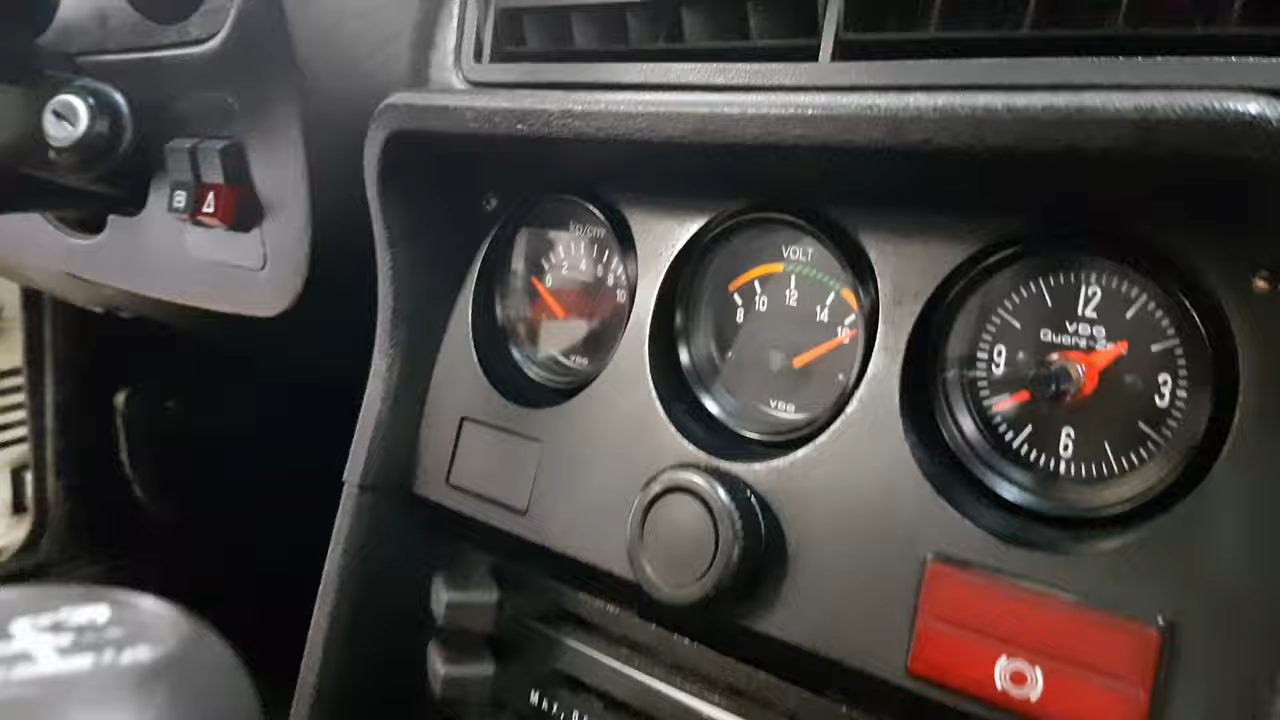 kp/cm²
0 2 4 6 8 10
VDO
VOLT
8 10 12 14 16
VDO
12
VDO
Quarz-Zeit
9
3
6